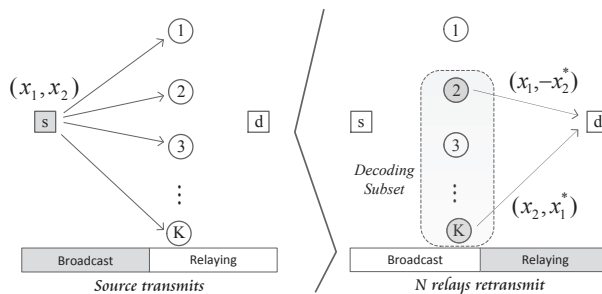 (x₁, x₂)
s
1
2
3
⋮
K
d
Broadcast
Relaying
Source transmits
s
1
2
3
⋮
K
Decoding
Subset
(x₁,−x₂*)
(x₂, x₁*)
d
Broadcast
Relaying
N relays retransmit